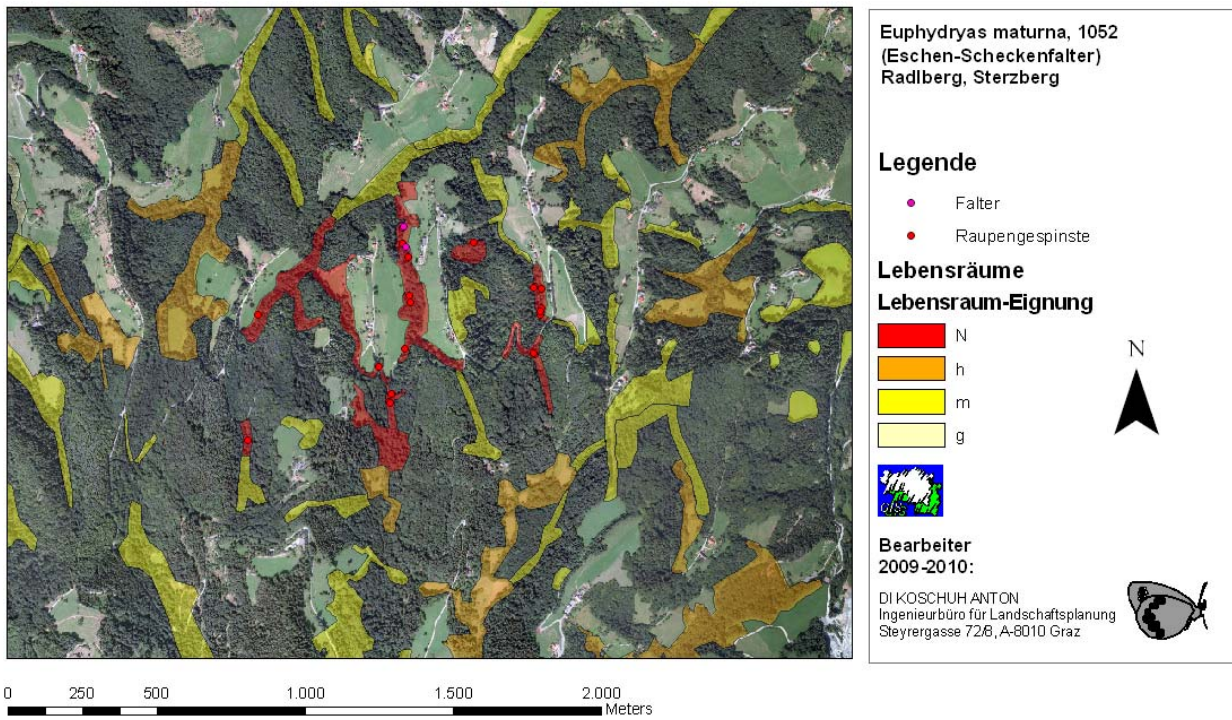 Euphydryas maturna, 1052
(Eschen-Scheckenfalter)
Radlberg, Sterzberg
Legende
Falter
Raupengespinste
Lebensräume
Lebensraum-Eignung
N
h
m
g
N
GIS
Bearbeiter
2009-2010:
DI KOSCHUH ANTON
Ingenieurbüro für Landschaftsplanung
Steyrergasse 72/8, A-8010 Graz
0 250 500 1.000 1.500 2.000
Meters